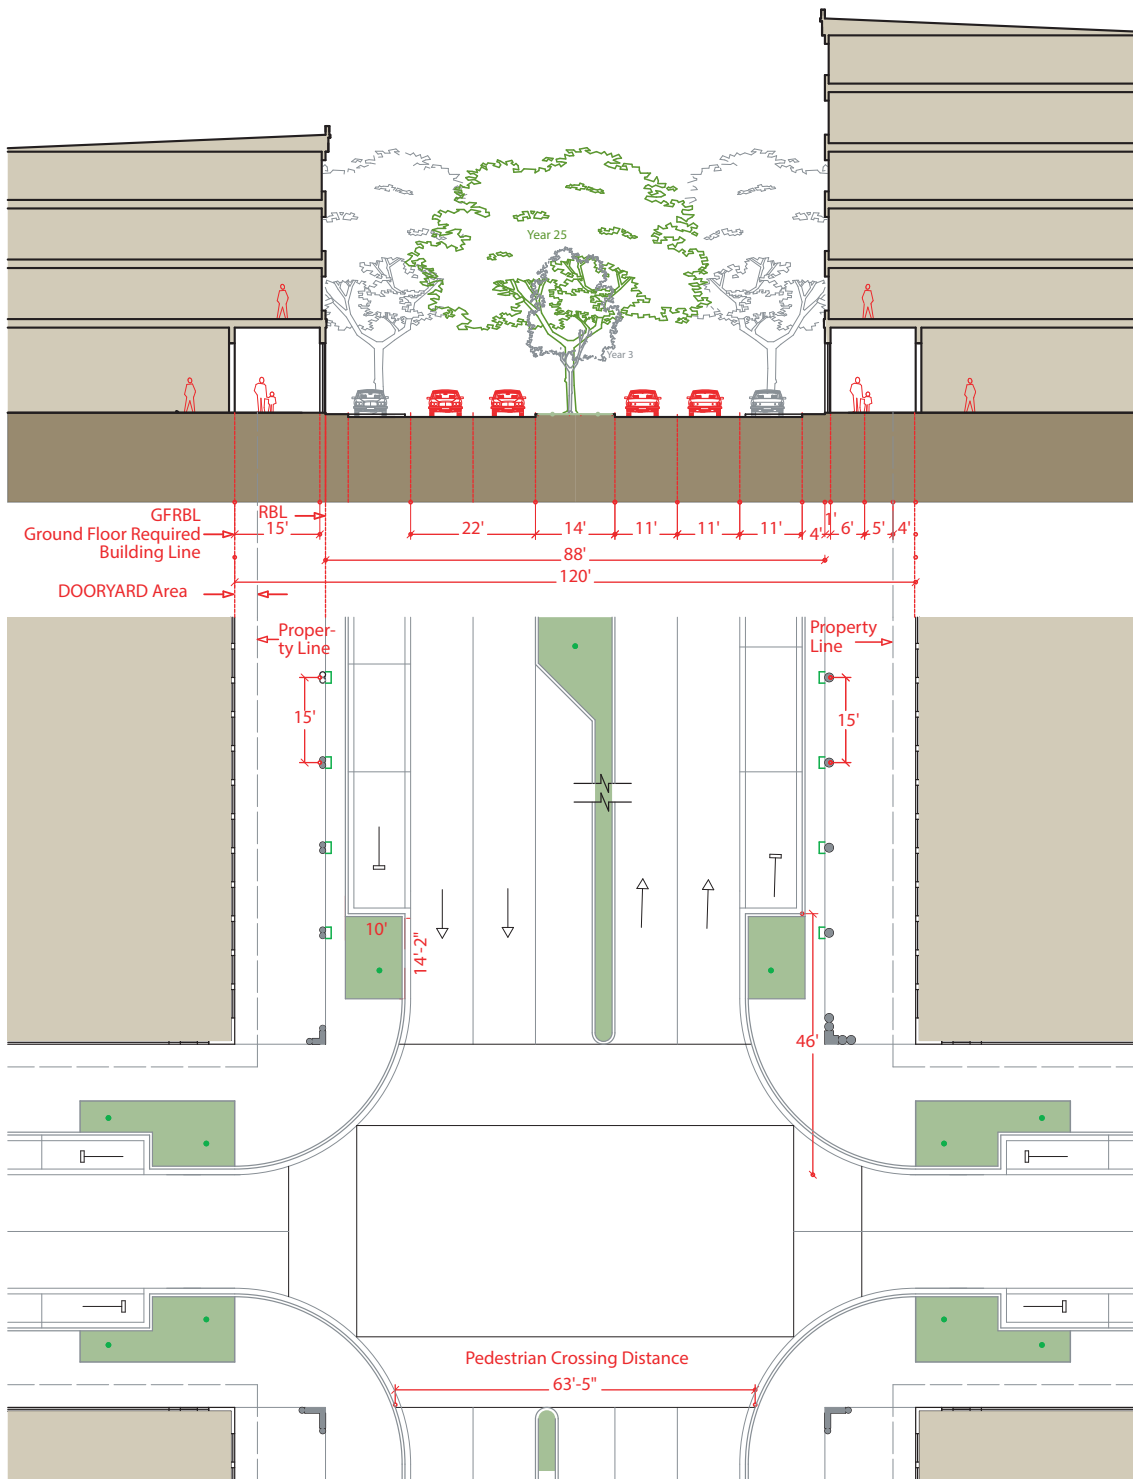 Year 25
Year 3
GFRBL
Ground Floor Required
Building Line
RBL
15'
22'
14'
11'
11'
11'
4'
1'
6'
5'
4'
88'
120'
DOORYARD Area
Proper-
ty Line
Property
Line
15'
15'
10'
14'-2"
46'
Pedestrian Crossing Distance
63'-5"